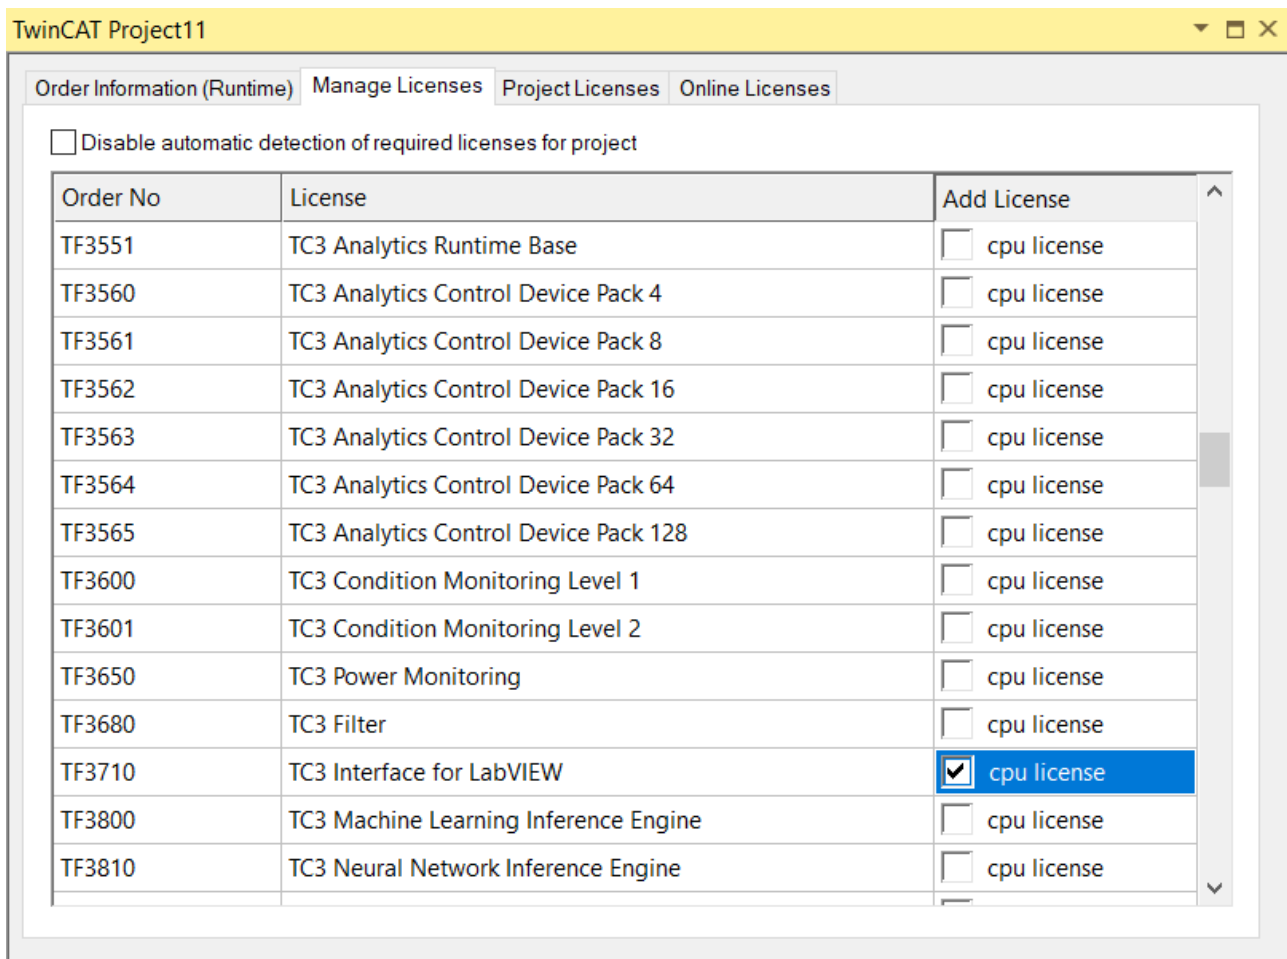 TwinCAT Project11
Order Information (Runtime) Manage Licenses Project Licenses Online Licenses
Disable automatic detection of required licenses for project
Order No License Add License
TF3551 TC3 Analytics Runtime Base cpu license
TF3560 TC3 Analytics Control Device Pack 4 cpu license
TF3561 TC3 Analytics Control Device Pack 8 cpu license
TF3562 TC3 Analytics Control Device Pack 16 cpu license
TF3563 TC3 Analytics Control Device Pack 32 cpu license
TF3564 TC3 Analytics Control Device Pack 64 cpu license
TF3565 TC3 Analytics Control Device Pack 128 cpu license
TF3600 TC3 Condition Monitoring Level 1 cpu license
TF3601 TC3 Condition Monitoring Level 2 cpu license
TF3650 TC3 Power Monitoring cpu license
TF3680 TC3 Filter cpu license
TF3710 TC3 Interface for LabVIEW cpu license
TF3800 TC3 Machine Learning Inference Engine cpu license
TF3810 TC3 Neural Network Inference Engine cpu license